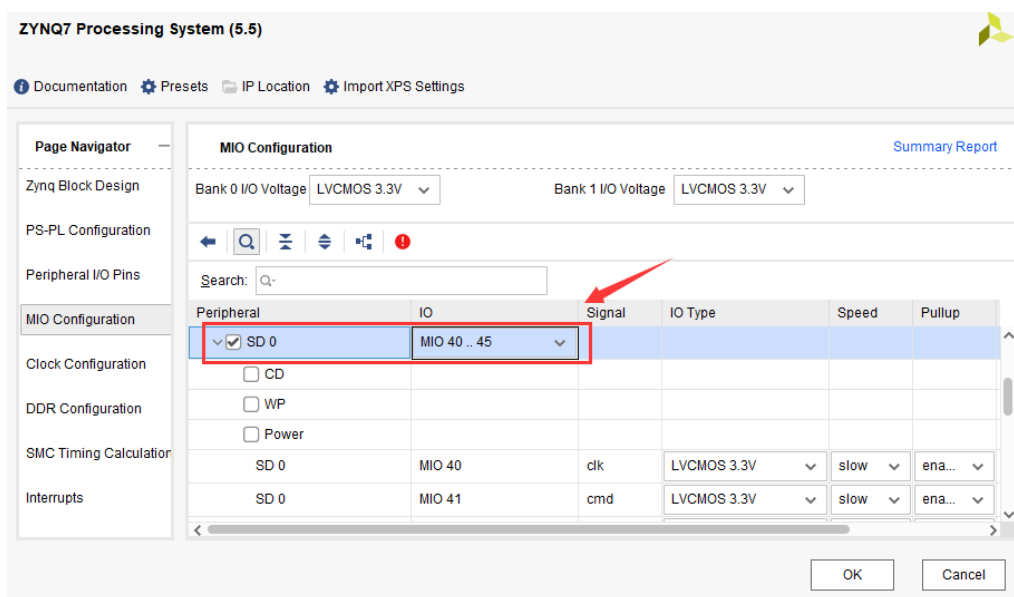 ZYNQ7 Processing System (5.5)
Documentation Presets IP Location Import XPS Settings
Page Navigator
Zynq Block Design
PS-PL Configuration
Peripheral I/O Pins
MIO Configuration
Clock Configuration
DDR Configuration
SMC Timing Calculation
Interrupts
MIO Configuration Summary Report
Bank 0 I/O Voltage LVCMOS 3.3V Bank 1 I/O Voltage LVCMOS 3.3V
Search:
Peripheral IO Signal IO Type Speed Pullup
SD 0 MIO 40 .. 45
CD
WP
Power
SD 0 MIO 40 clk LVCMOS 3.3V slow ena...
SD 0 MIO 41 cmd LVCMOS 3.3V slow ena...
OK Cancel